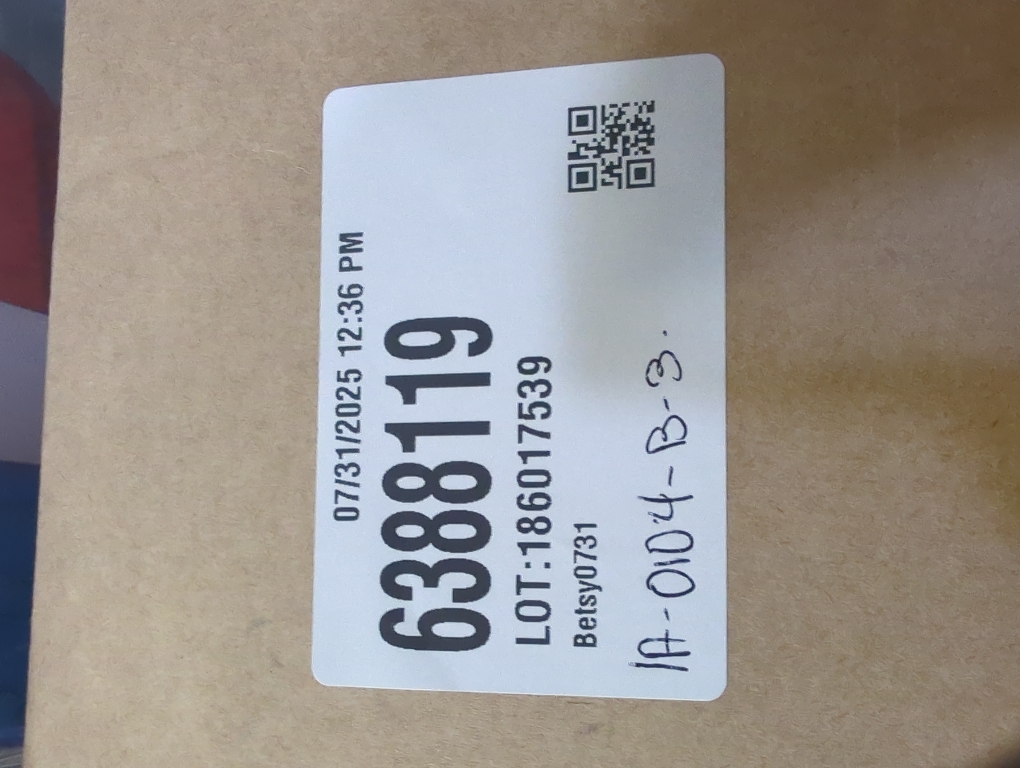 07/31/2025 12:36 PM
6388119
LOT:186017539
Betsy0731
1A-0104-B-3.